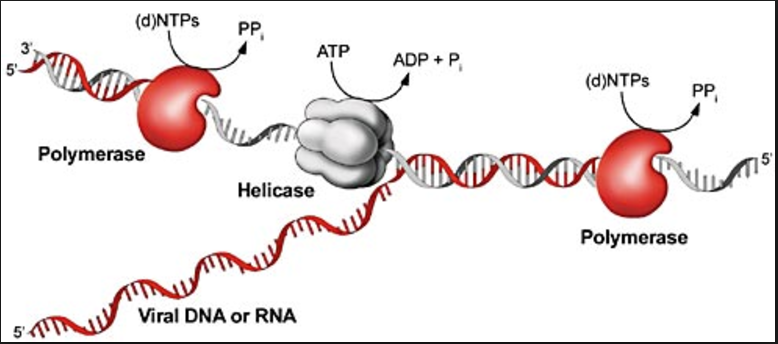 (d)NTPs
PPi
3'
5'
Polymerase
ATP
ADP + Pi
Helicase
(d)NTPs
PPi
5'
Polymerase
Viral DNA or RNA
5'